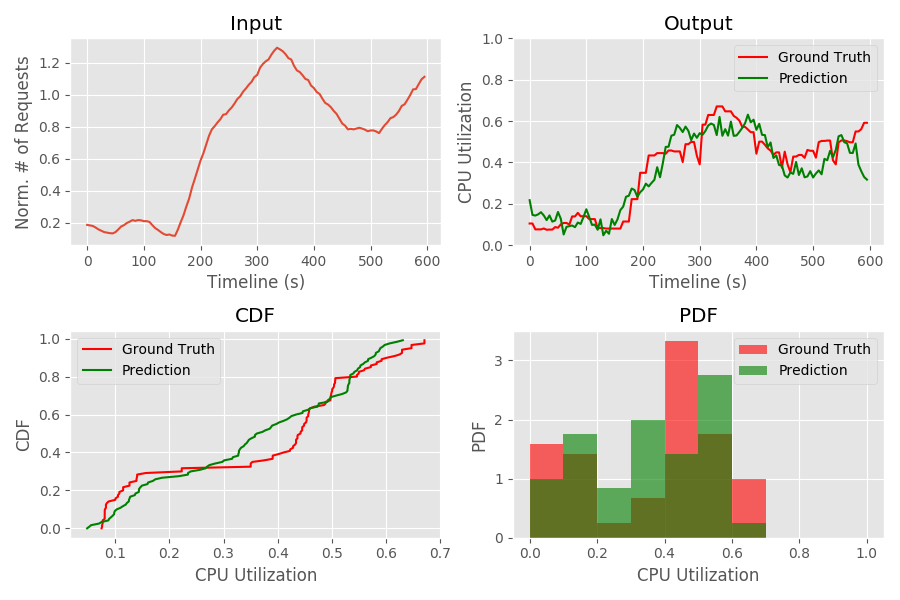 Input
Norm. # of Requests
1.2
1.0
0.8
0.6
0.4
0.2
0 100 200 300 400 500 600
Timeline (s)
Output
CPU Utilization
1.0
0.8
0.6
0.4
0.2
0.0
Ground Truth
Prediction
0 100 200 300 400 500 600
Timeline (s)
CDF
CDF
1.0
0.8
0.6
0.4
0.2
0.0
Ground Truth
Prediction
0.1 0.2 0.3 0.4 0.5 0.6 0.7
CPU Utilization
PDF
PDF
3
2
1
0
Ground Truth
Prediction
0.0 0.2 0.4 0.6 0.8 1.0
CPU Utilization